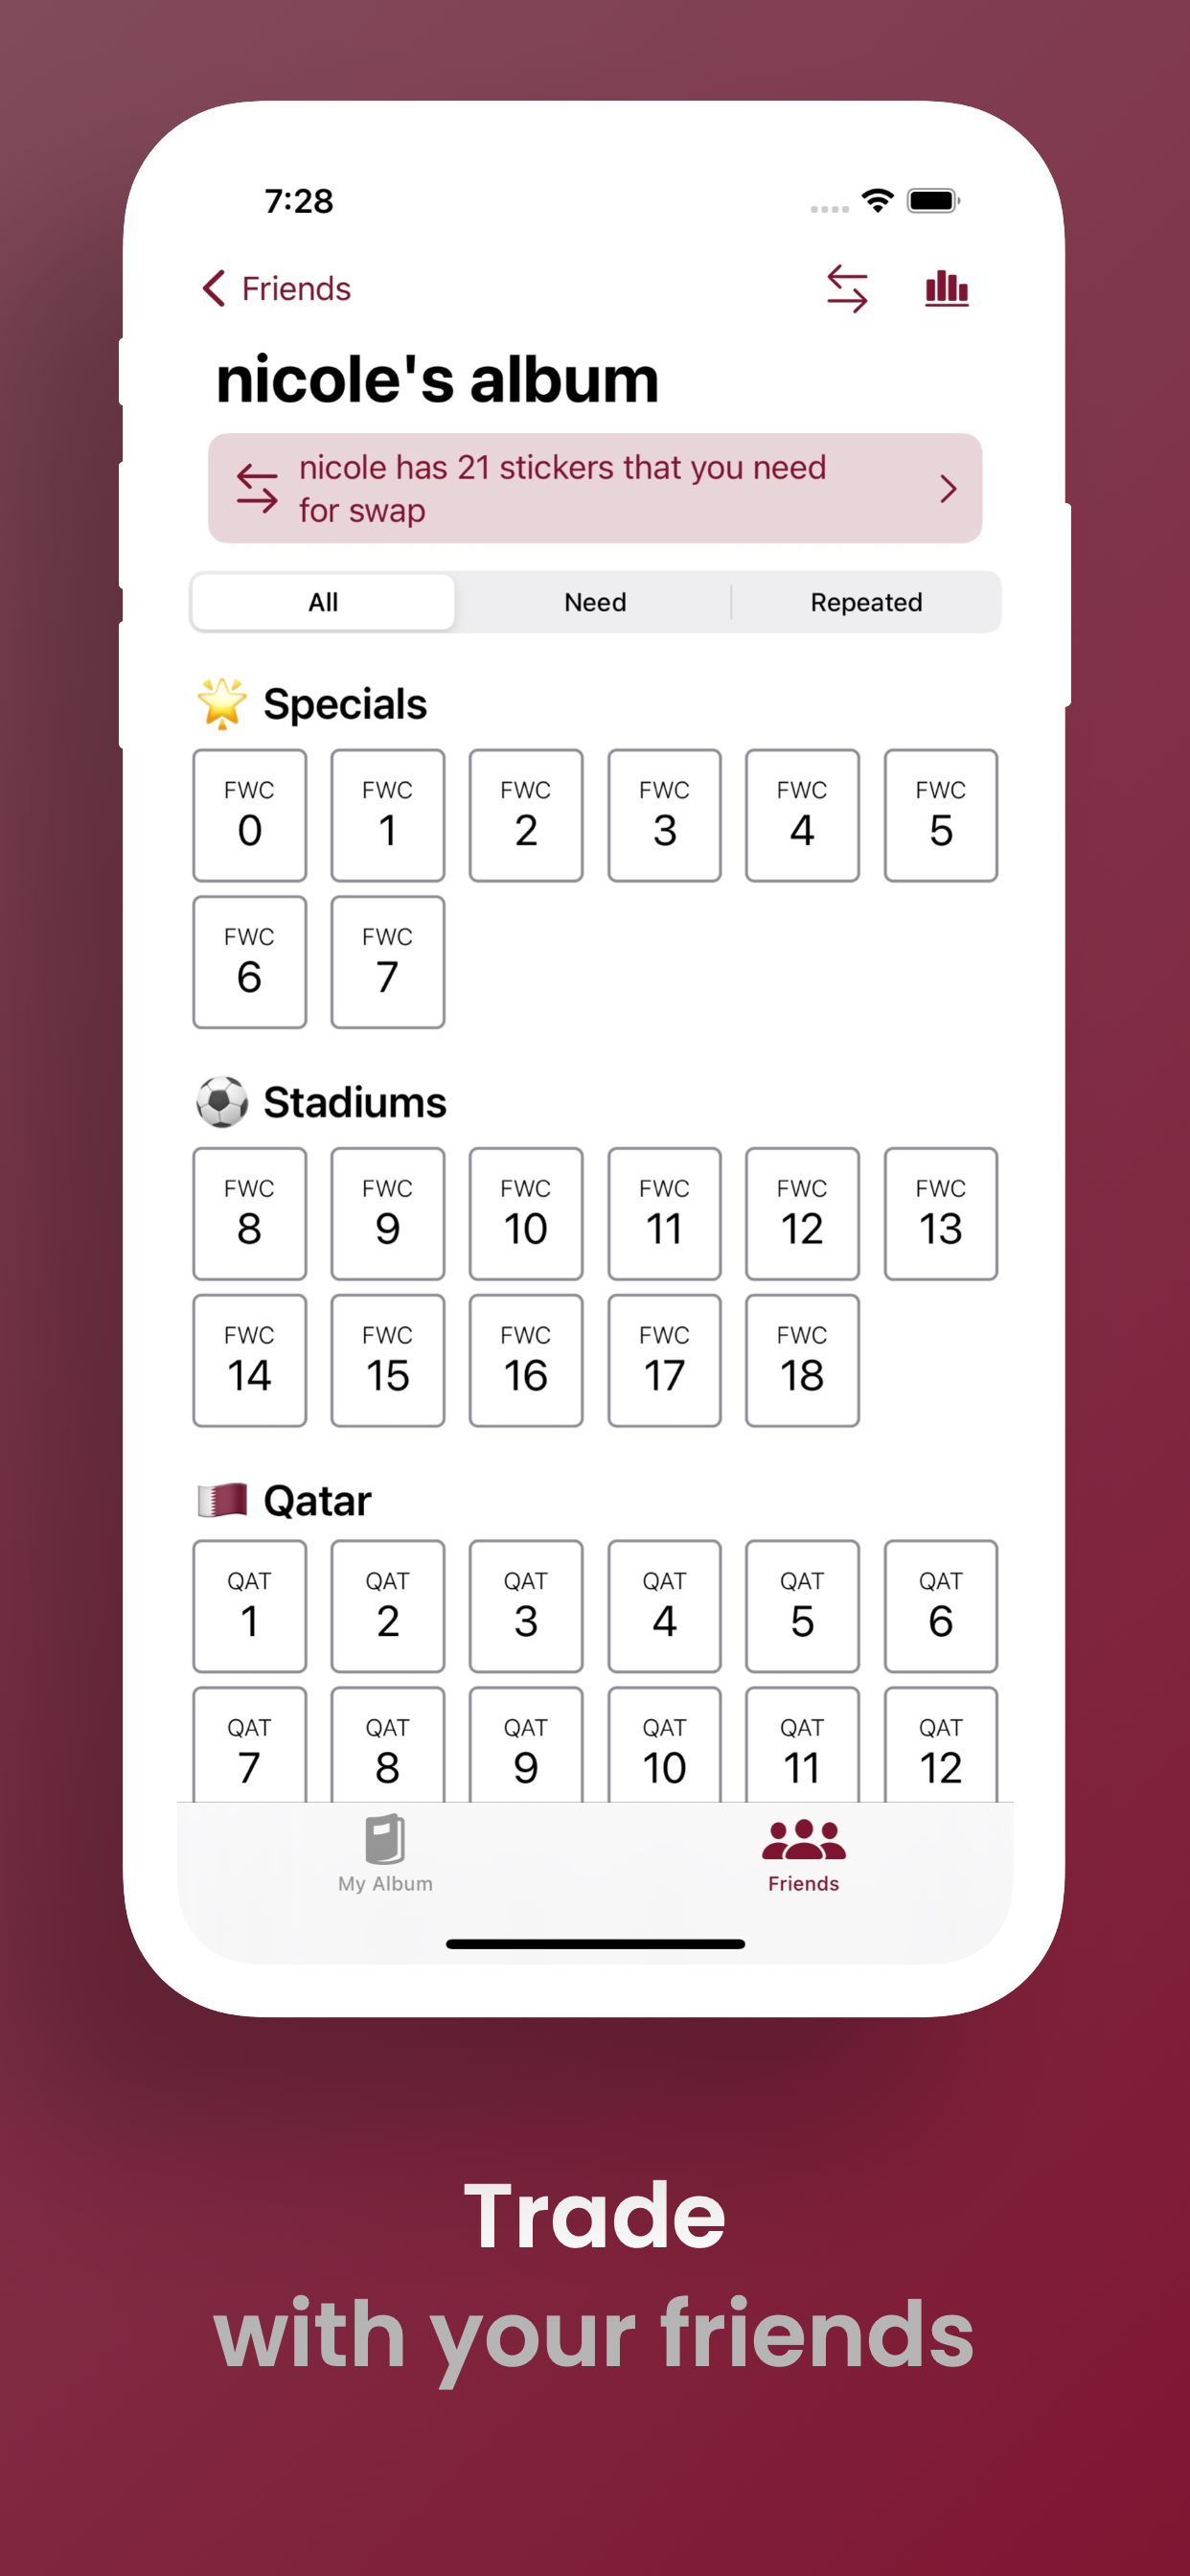 7:28
Friends
nicole's album
nicole has 21 stickers that you need
for swap
All Need Repeated
Specials
FWC FWC FWC FWC FWC FWC
0 1 2 3 4 5
FWC FWC
6 7
Stadiums
FWC FWC FWC FWC FWC FWC
8 9 10 11 12 13
FWC FWC FWC FWC FWC
14 15 16 17 18
Qatar
QAT QAT QAT QAT QAT QAT
1 2 3 4 5 6
QAT QAT QAT QAT QAT QAT
7 8 9 10 11 12
My Album Friends
Trade
with your friends